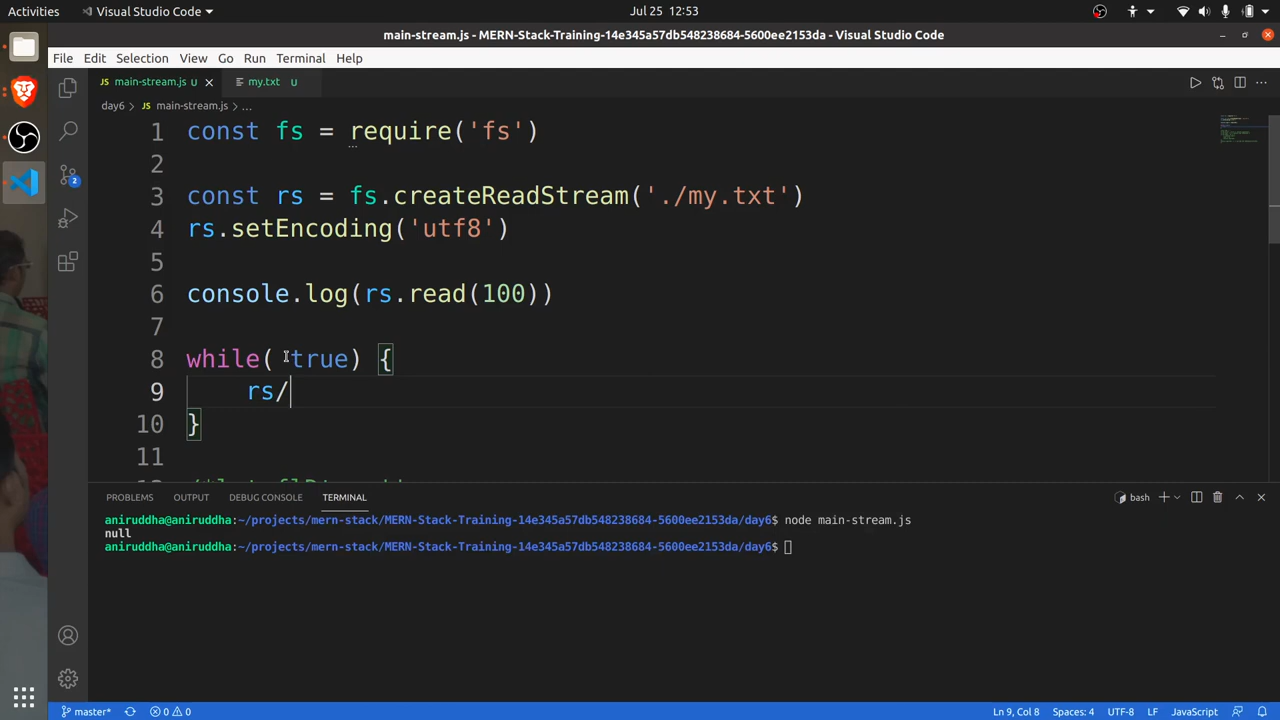 Activities
Visual Studio Code
Jul 25 12:53
main-stream.js - MERN-Stack-Training-14e345a57db548238684-5600ee2153da - Visual Studio Code
File Edit Selection View Go Run Terminal Help
JS main-stream.js U
my.txt U
day6 > JS main-stream.js > ...
1 const fs = require('fs')
2
3 const rs = fs.createReadStream('./my.txt')
4 rs.setEncoding('utf8')
5
6 console.log(rs.read(100))
7
8 while( true) {
9 rs/
10 }
11
2
PROBLEMS OUTPUT DEBUG CONSOLE TERMINAL
bash
aniruddha@aniruddha:~/projects/mern-stack/MERN-Stack-Training-14e345a57db548238684-5600ee2153da/day6$ node main-stream.js
null
aniruddha@aniruddha:~/projects/mern-stack/MERN-Stack-Training-14e345a57db548238684-5600ee2153da/day6$
master* 0 0 Ln 9, Col 8 Spaces: 4 UTF-8 LF JavaScript